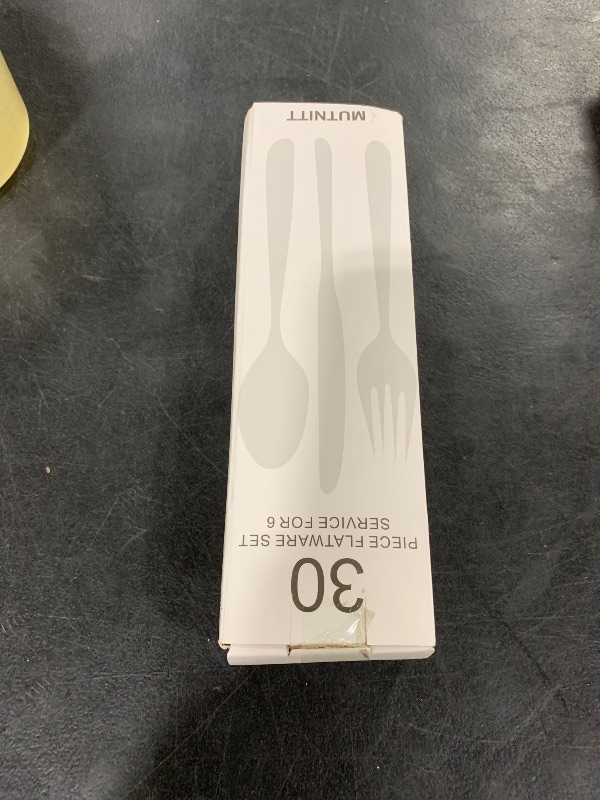 30
PIECE FLATWARE SET
SERVICE FOR 6
MUTNITT